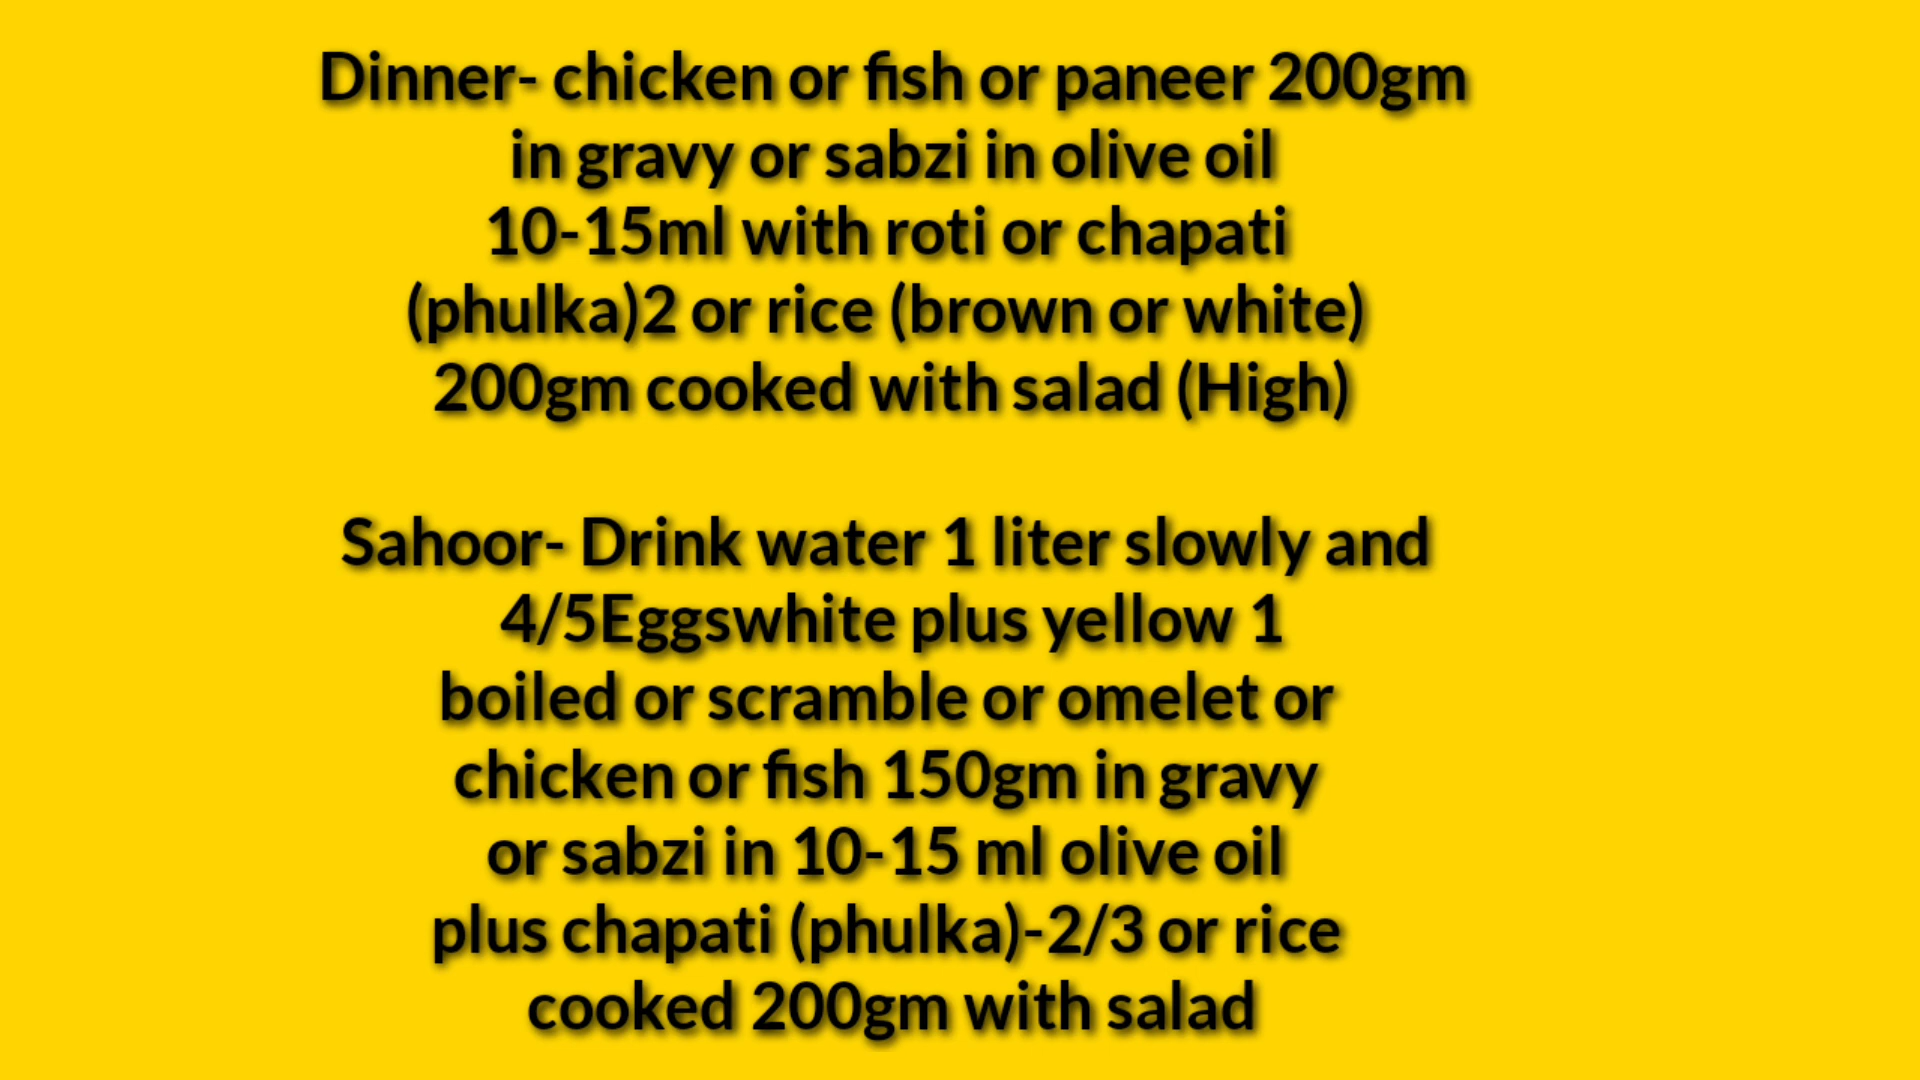 Dinner- chicken or fish or paneer 200gm
in gravy or sabzi in olive oil
10-15ml with roti or chapati
(phulka)2 or rice (brown or white)
200gm cooked with salad (High)
Sahoor- Drink water 1 liter slowly and
4/5Eggswhite plus yellow 1
boiled or scramble or omelet or
chicken or fish 150gm in gravy
or sabzi in 10-15 ml olive oil
plus chapati (phulka)-2/3 or rice
cooked 200gm with salad